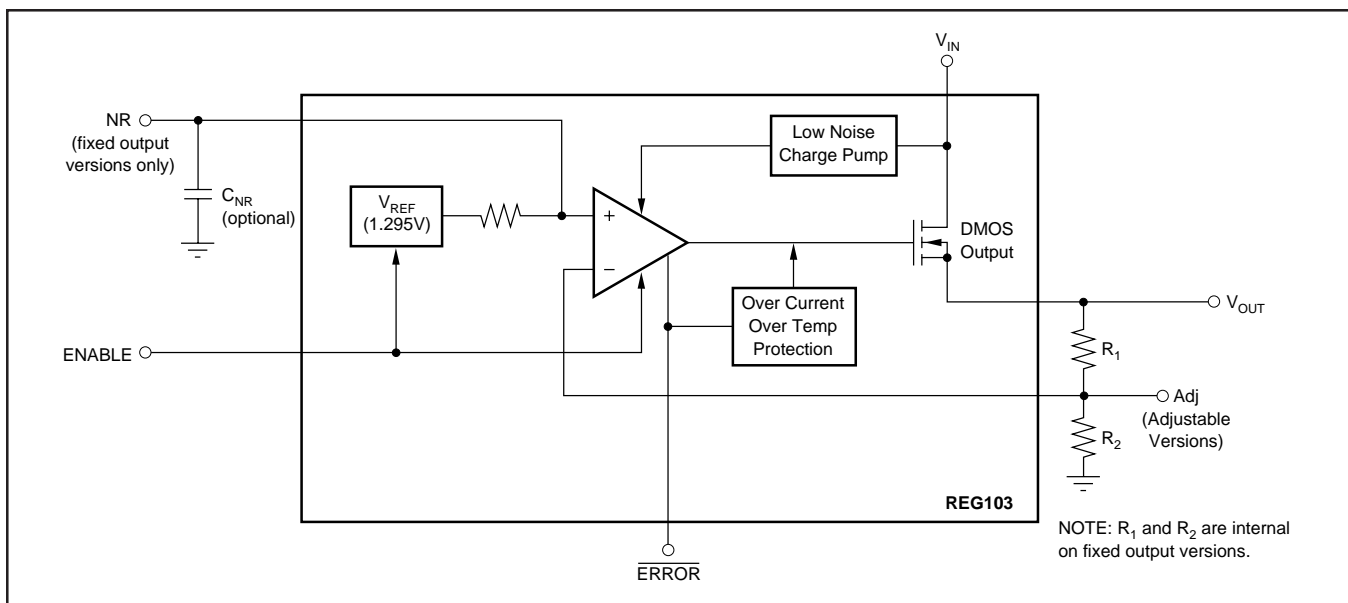 V_IN
NR
(fixed output
versions only)
C_NR
(optional)
V_REF
(1.295V)
+
−
Low Noise
Charge Pump
DMOS
Output
Over Current
Over Temp
Protection
V_OUT
R_1
ENABLE
Adj
(Adjustable
Versions)
R_2
REG103
ERROR
NOTE: R_1 and R_2 are internal
on fixed output versions.